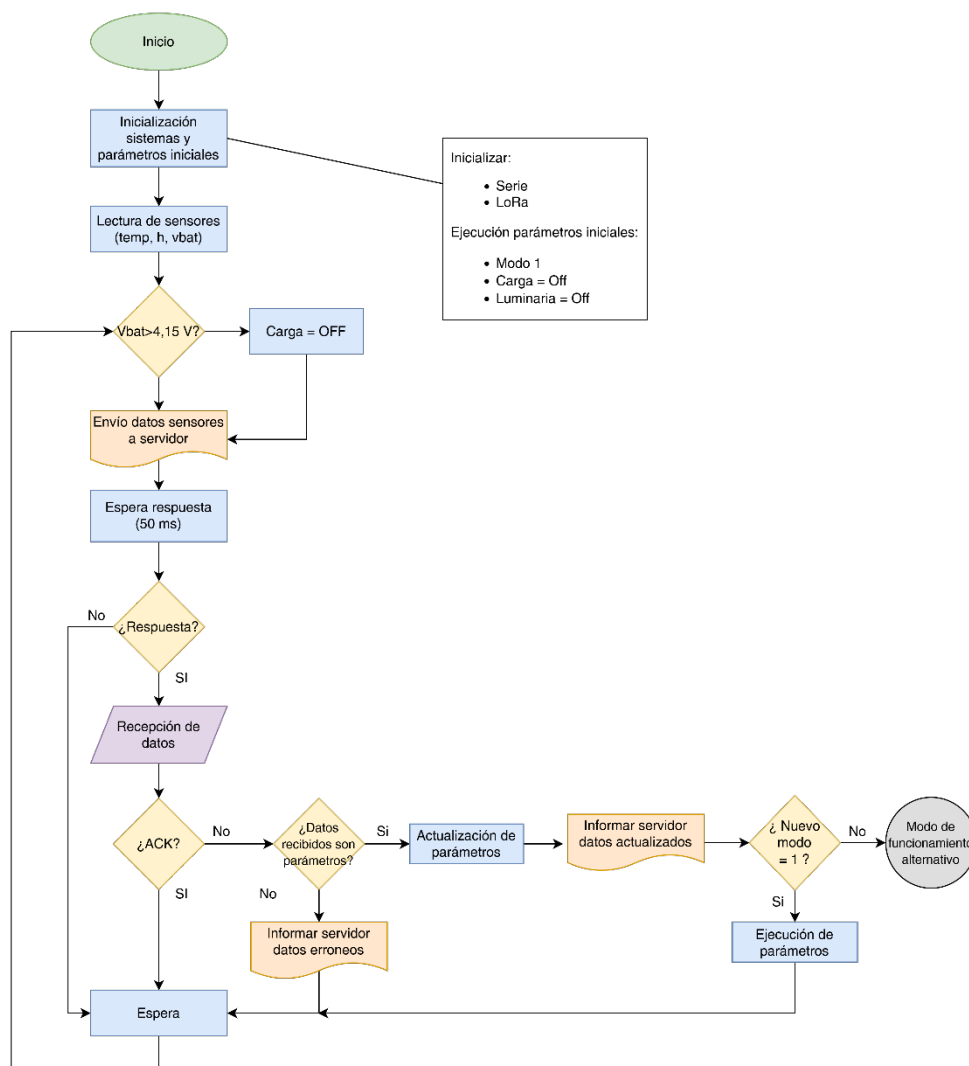 Inicio
Inicialización
sistemas y
parámetros iniciales
Inicializar:
• Serie
• LoRa
Ejecución parámetros iniciales:
• Modo 1
• Carga = Off
• Luminaria = Off
Lectura de sensores
(temp, h, vbat)
Vbat>4,15 V?
Carga = OFF
Envío datos sensores
a servidor
Espera respuesta
(50 ms)
No
¿Respuesta?
SI
Recepción de
datos
¿ACK?
No
SI
¿Datos
recibidos son
parámetros?
Si
No
Actualización de
parámetros
Informar servidor
datos actualizados
¿ Nuevo
modo
= 1 ?
No
Si
Modo de
funcionamiento
alternativo
Informar servidor
datos erroneos
Ejecución de
parámetros
Espera